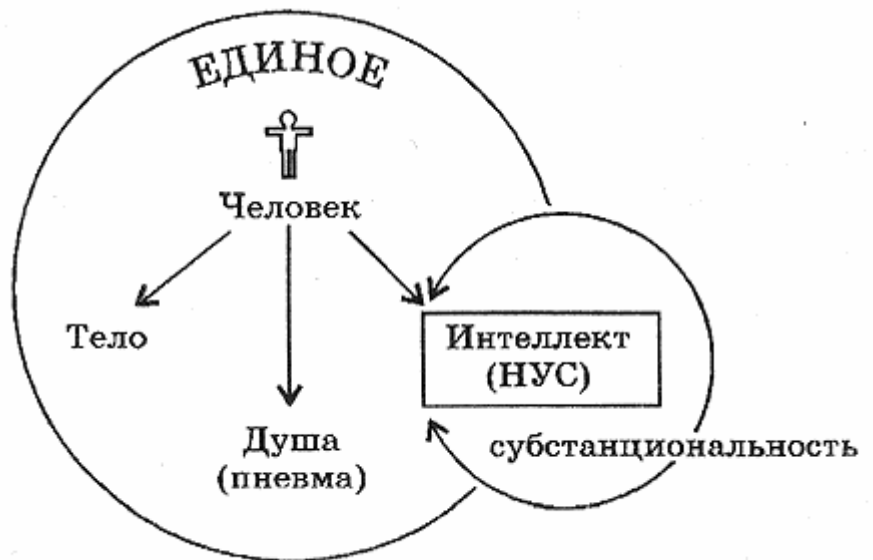 ЕДИНОЕ
Человек
Тело
Интеллект
(НУС)
Душа
(пневма)
субстанциональность